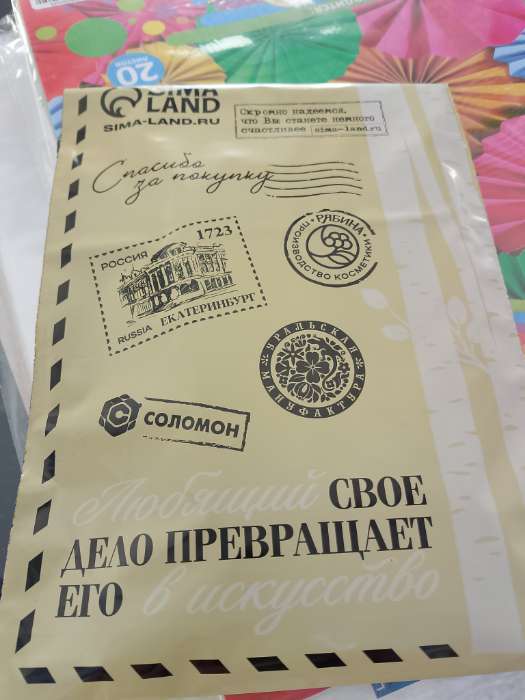 20
ЛИСТОВ
SIMA
LAND
SIMA-LAND.RU
Скромно надеемся,
что Вы станете немного
счастливее sima-land.ru
Спасибо
за покупку
1723
РОССИЯ
RUSSIA ЕКАТЕРИНБУРГ
• РЯБИНА •
ПРОИЗВОДСТВО КОСМЕТИКИ
УРАЛЬСКАЯ
МАНУФАКТУРА
С СОЛОМОН
Любящий СВОЕ
ДЕЛО ПРЕВРАЩАЕТ
ЕГО в искусство